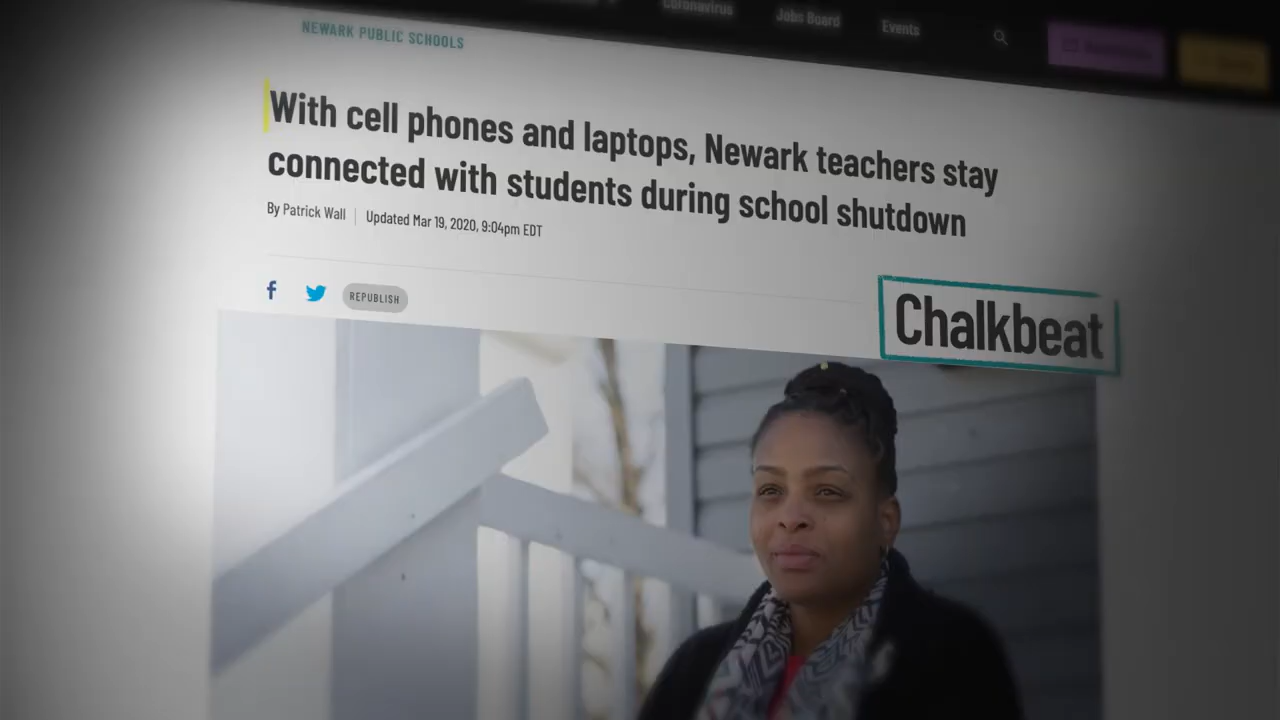 Coronavirus
Jobs Board
Events
NEWARK PUBLIC SCHOOLS
With cell phones and laptops, Newark teachers stay
connected with students during school shutdown
By Patrick Wall
Updated Mar 19, 2020, 9:04pm EDT
REPUBLISH
Chalkbeat